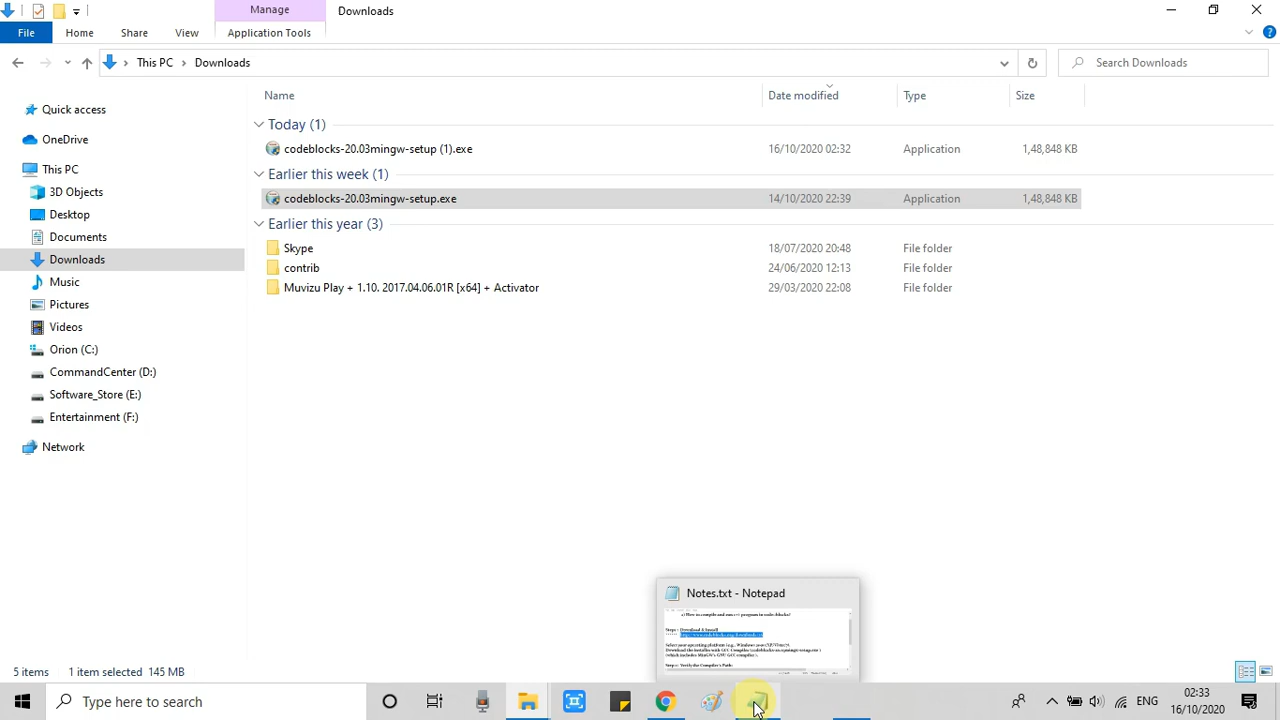 Manage
Downloads
File
Home
Share
View
Application Tools
This PC
Downloads
Search Downloads
Name
Date modified
Type
Size
Quick access
OneDrive
This PC
3D Objects
Desktop
Documents
Downloads
Music
Pictures
Videos
Orion (C:)
CommandCenter (D:)
Software_Store (E:)
Entertainment (F:)
Network
Today (1)
codeblocks-20.03mingw-setup (1).exe 16/10/2020 02:32 Application 1,48,848 KB
Earlier this week (1)
codeblocks-20.03mingw-setup.exe 14/10/2020 22:39 Application 1,48,848 KB
Earlier this year (3)
Skype 18/07/2020 20:48 File folder
contrib 24/06/2020 12:13 File folder
Muvizu Play + 1.10. 2017.04.06.01R [x64] + Activator 29/03/2020 22:08 File folder
Notes.txt - Notepad
Download & Install
5 items 1 item selected 145 MB
Type here to search
ENG
02:33
16/10/2020